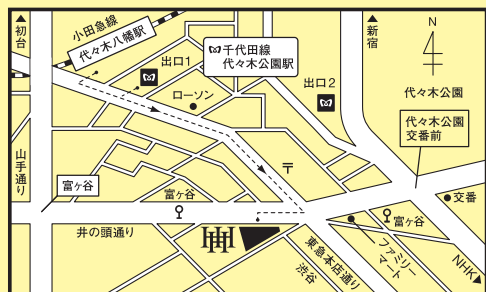 ▲初台
小田急線
代々木八幡駅
出口1
千代田線
代々木公園駅
出口2
▲新宿
N
代々木公園
ローソン
代々木公園
交番前
山手通り
富ヶ谷
富ヶ谷
〒
交番
富ヶ谷
井の頭通り
HH
東急本店通り
渋谷
ファミリー
マート
NHK▶